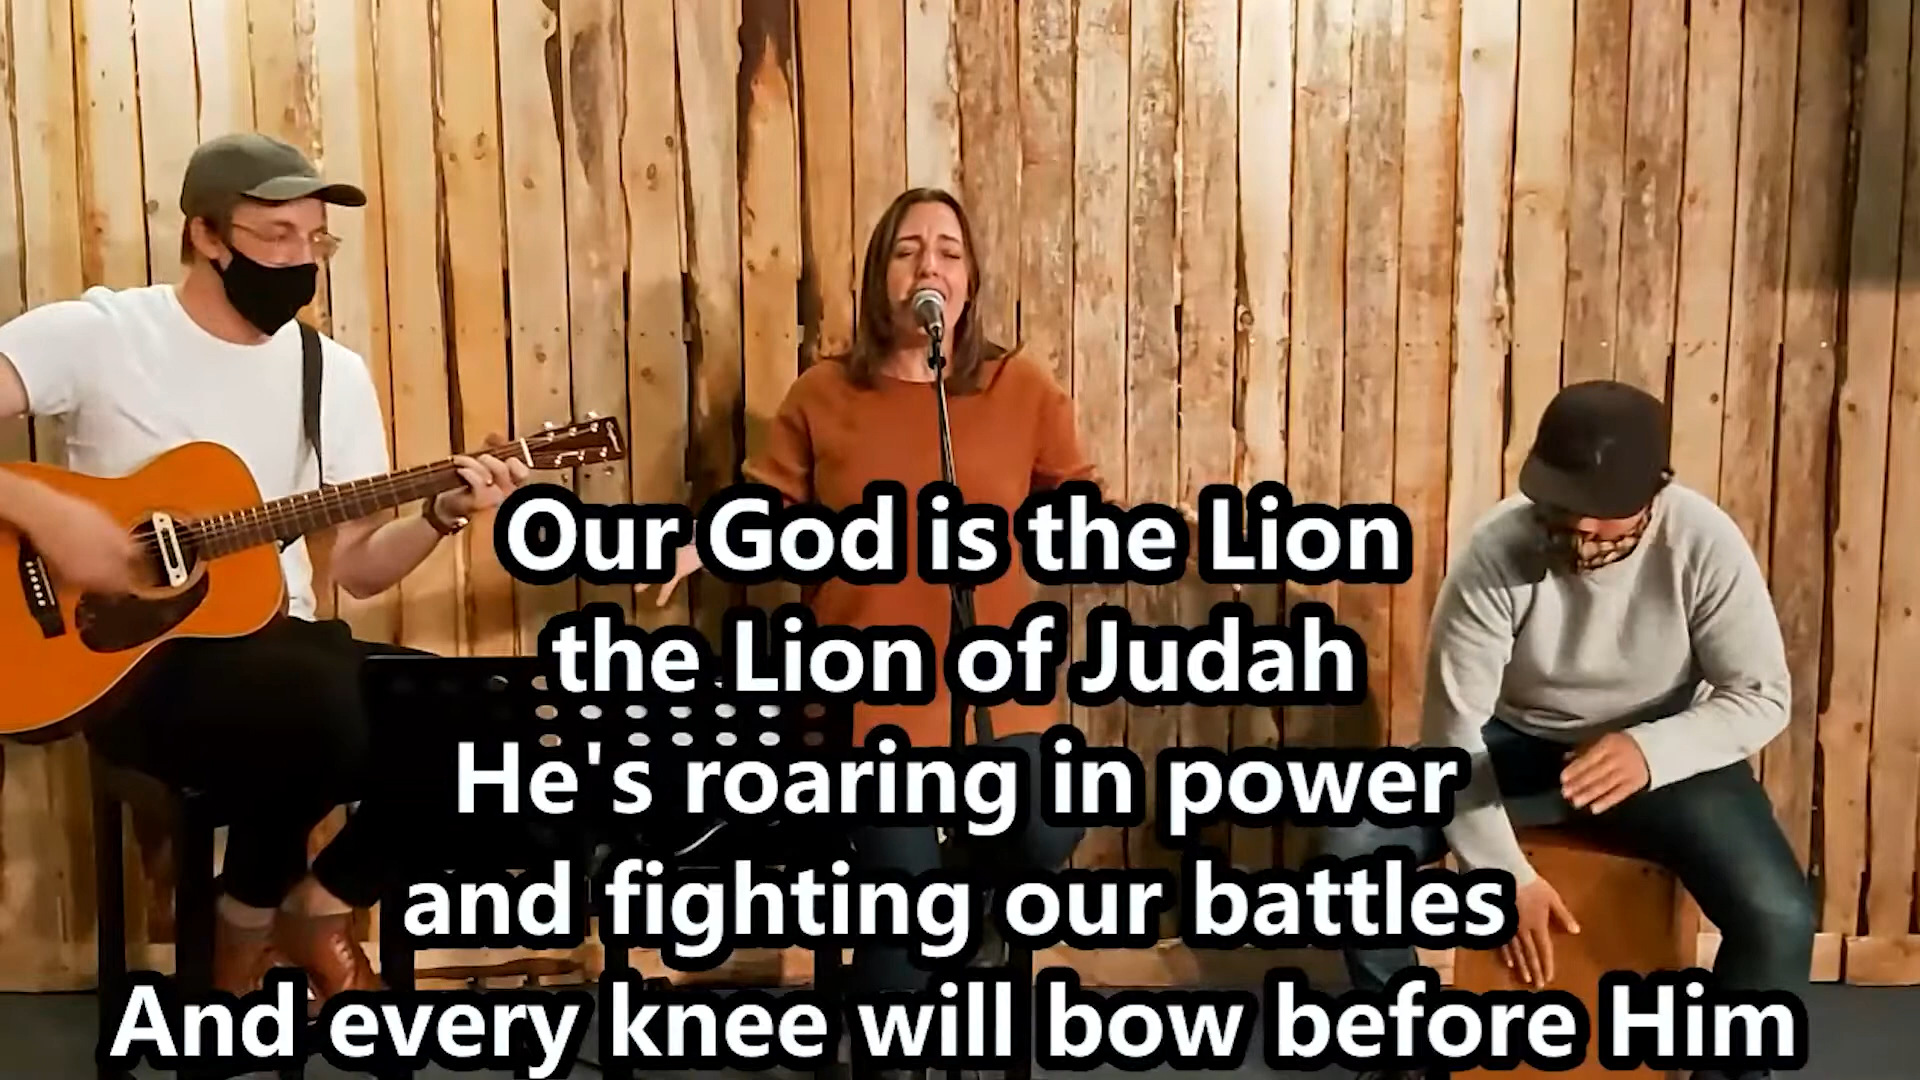 Our God is the Lion
the Lion of Judah
He's roaring in power
and fighting our battles
And every knee will bow before Him